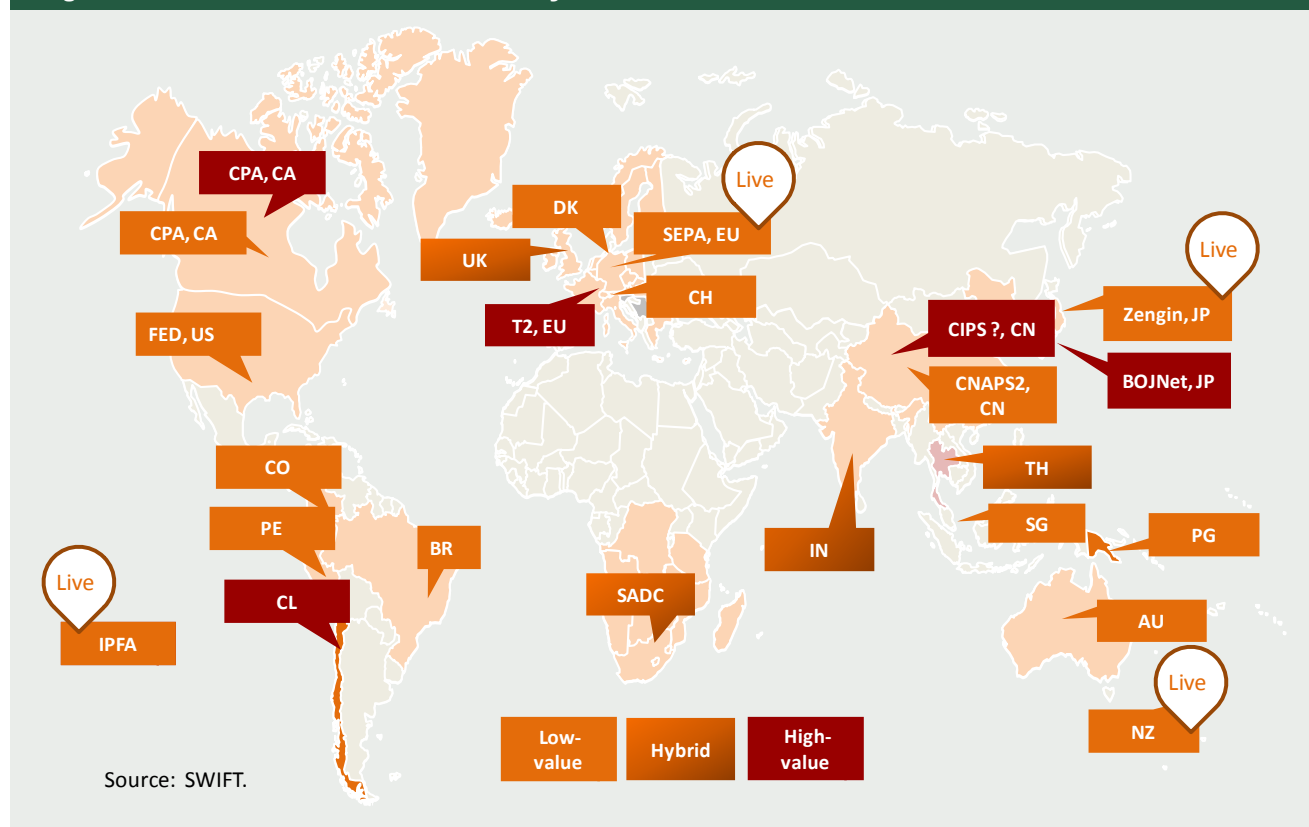 CPA, CA
CPA, CA
FED, US
CO
PE
BR
CL
Live
IPFA
DK
SEPA, EU
Live
UK
CH
T2, EU
Live
Zengin, JP
CIPS ?, CN
BOJNet, JP
CNAPS2,
CN
TH
SG
PG
IN
SADC
AU
Live
NZ
Low-
value
Hybrid
High-
value
Source: SWIFT.